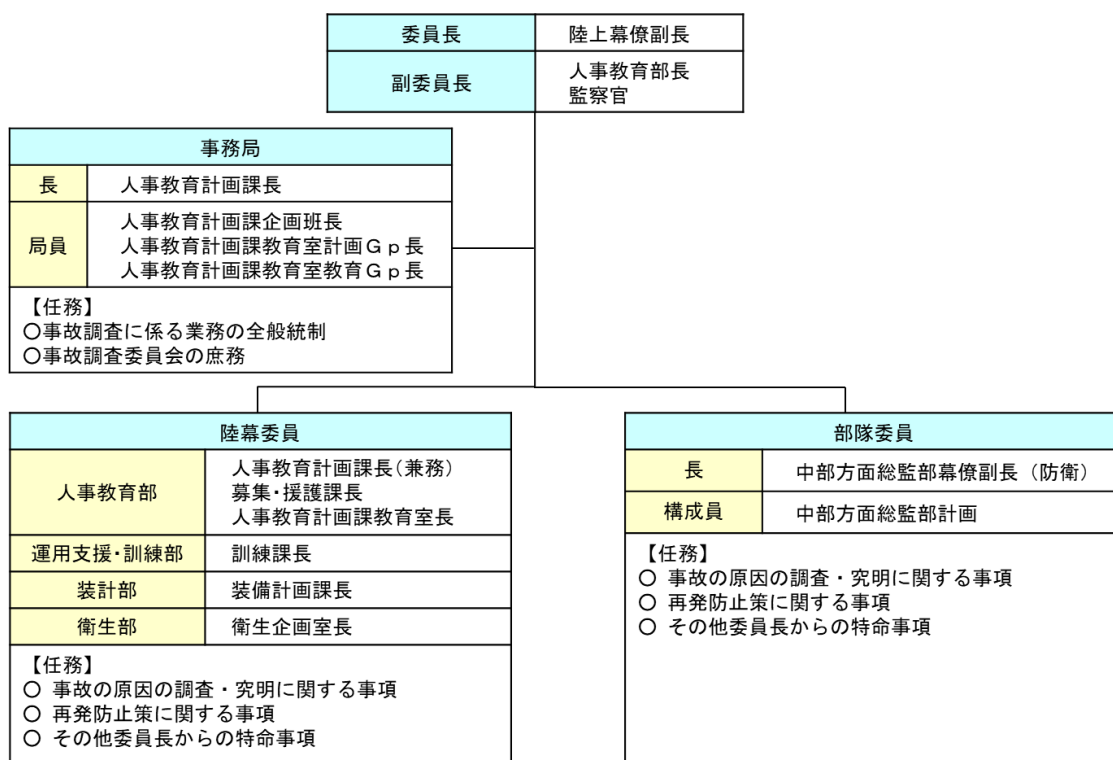 委員長 陸上幕僚副長
副委員長 人事教育部長
監察官
事務局
長 人事教育計画課長
局員 人事教育計画課企画班長
人事教育計画課教育室計画Ｇｐ長
人事教育計画課教育室教育Ｇｐ長
【任務】
○事故調査に係る業務の全般統制
○事故調査委員会の庶務
陸幕委員
人事教育部 人事教育計画課長（兼務）
募集・援護課長
人事教育計画課教育室長
運用支援・訓練部 訓練課長
装計部 装備計画課長
衛生部 衛生企画室長
【任務】
○ 事故の原因の調査・究明に関する事項
○ 再発防止策に関する事項
○ その他委員長からの特命事項
部隊委員
長 中部方面総監部幕僚副長（防衛）
構成員 中部方面総監部計画
【任務】
○ 事故の原因の調査・究明に関する事項
○ 再発防止策に関する事項
○ その他委員長からの特命事項